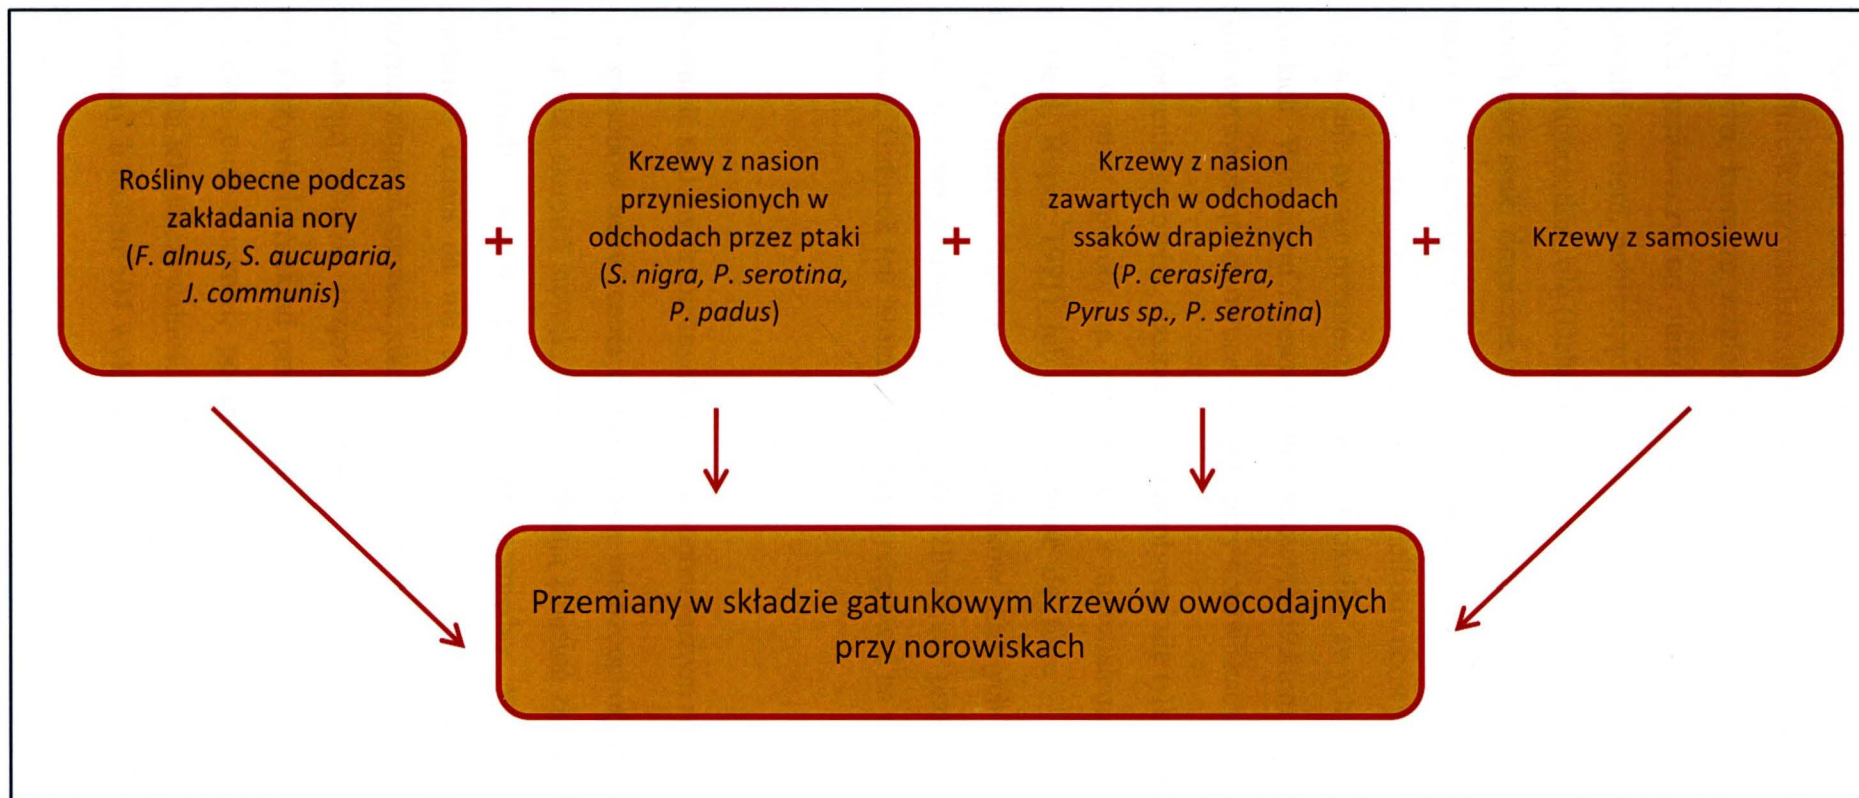 Rośliny obecne podczas
zakładania nory
(F. alnus, S. aucuparia,
J. communis)
+
Krzewy z nasion
przyniesionych w
odchodach przez ptaki
(S. nigra, P. serotina,
P. padus)
+
Krzewy z nasion
zawartych w odchodach
ssaków drapieżnych
(P. cerasifera,
Pyrus sp., P. serotina)
+
Krzewy z samosiewu
Przemiany w składzie gatunkowym krzewów owocodajnych
przy norowiskach